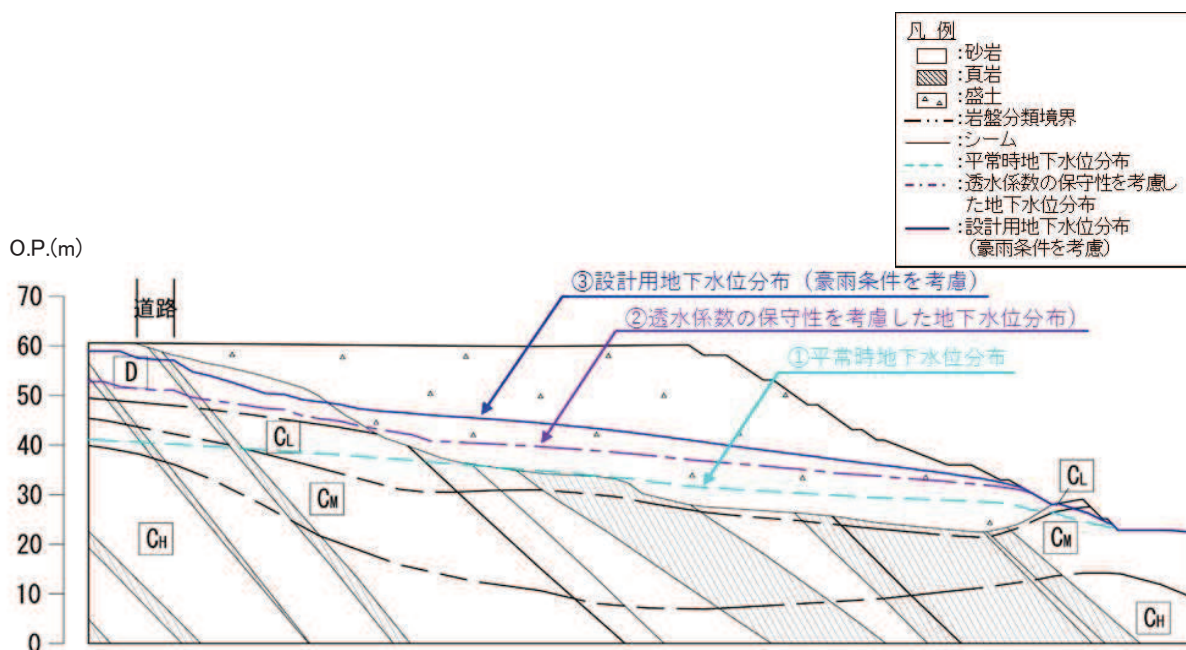 凡 例
:砂岩
:頁岩
:盛土
:岩盤分類境界
:シーム
:平常時地下水位分布
:透水係数の保守性を考慮し
た地下水位分布
:設計用地下水位分布
(豪雨条件を考慮)
O.P.(m)
③設計用地下水位分布（豪雨条件を考慮）
70
道路
②透水係数の保守性を考慮した地下水位分布）
60
①平常時地下水位分布
D
50
40
CL
CL
30
CM
CM
20
CH
10
CH
0